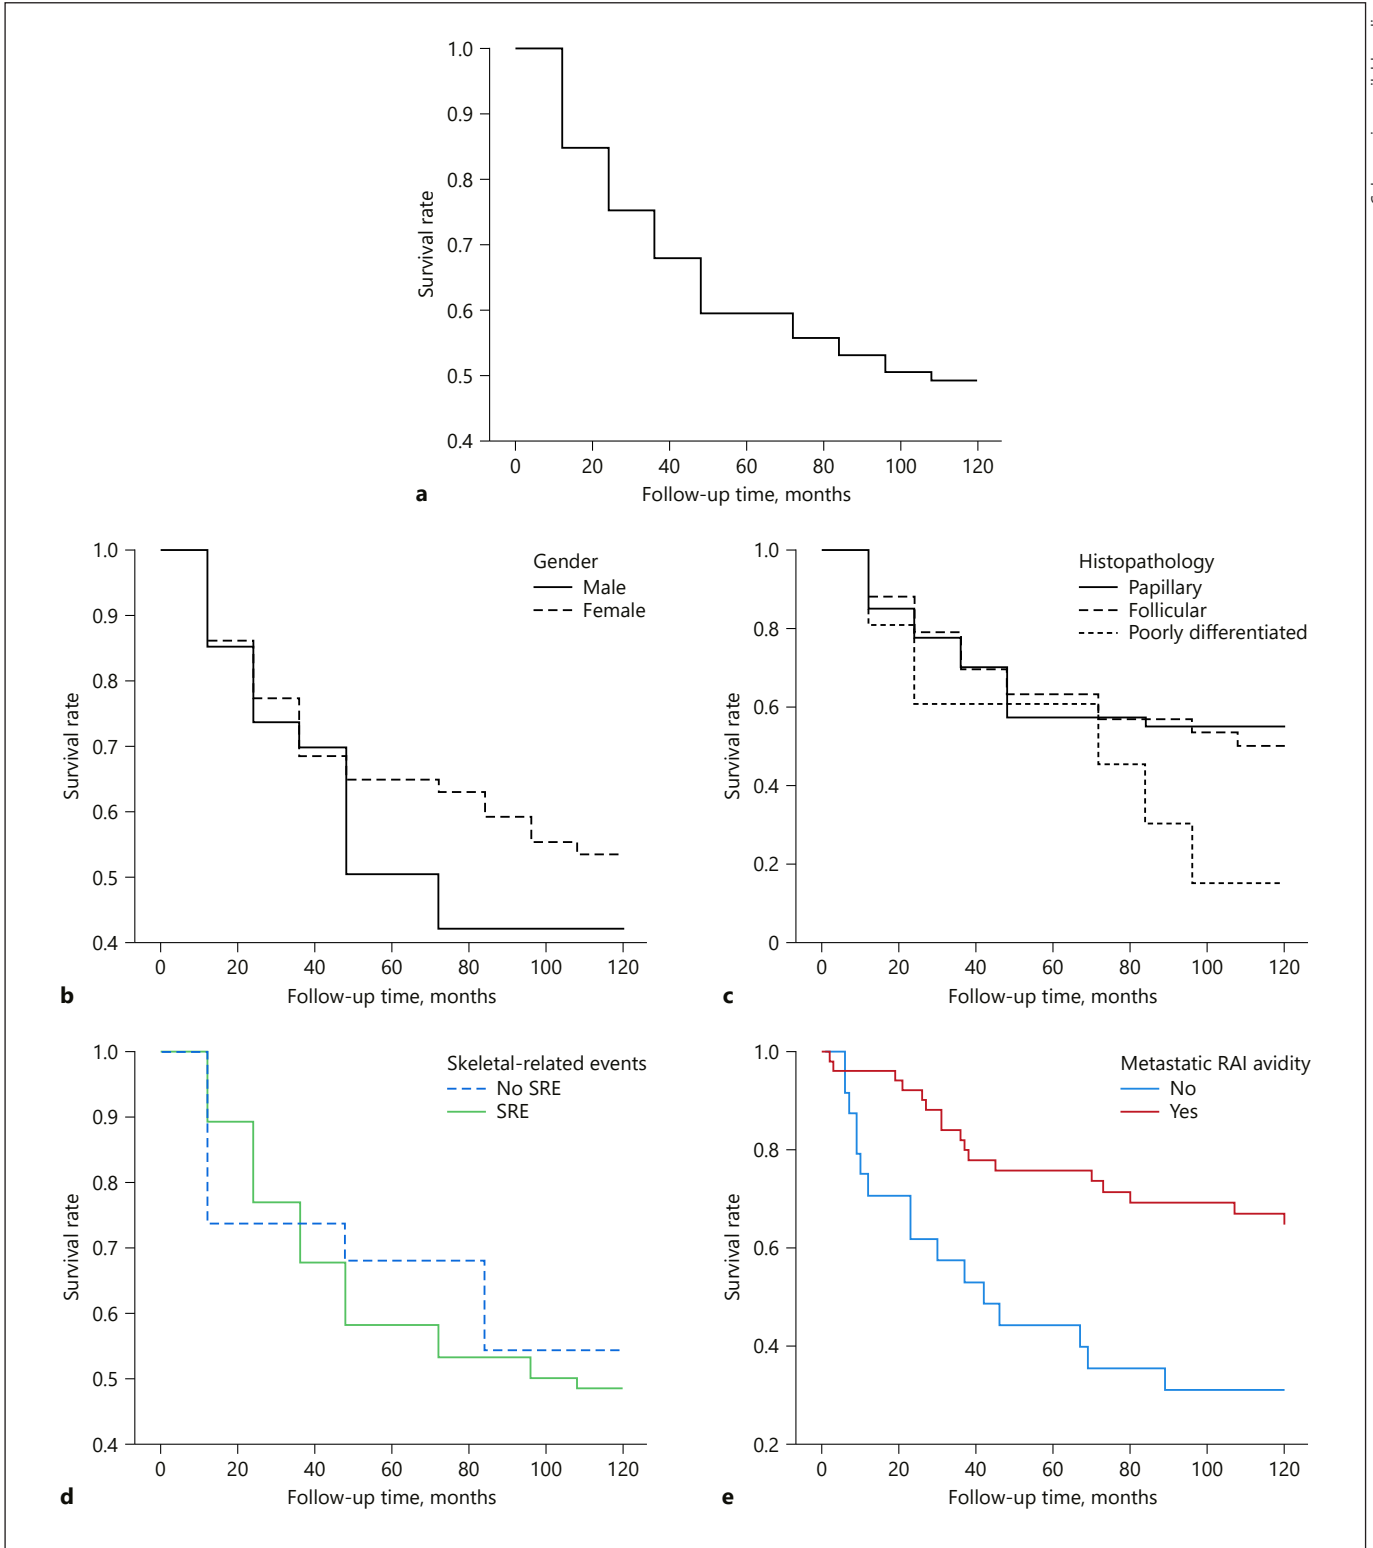 1.0
0.9
0.8
0.7
0.6
0.5
0.4
Survival rate
0 20 40 60 80 100 120
Follow-up time, months
a
1.0
0.9
0.8
0.7
0.6
0.5
0.4
Survival rate
Gender
Male
Female
0 20 40 60 80 100 120
Follow-up time, months
b
1.0
0.8
0.6
0.4
0.2
0
Survival rate
Histopathology
Papillary
Follicular
Poorly differentiated
0 20 40 60 80 100 120
Follow-up time, months
c
1.0
0.9
0.8
0.7
0.6
0.5
0.4
Survival rate
Skeletal-related events
No SRE
SRE
0 20 40 60 80 100 120
Follow-up time, months
d
1.0
0.8
0.6
0.4
0.2
Survival rate
Metastatic RAI avidity
No
Yes
0 20 40 60 80 100 120
Follow-up time, months
e